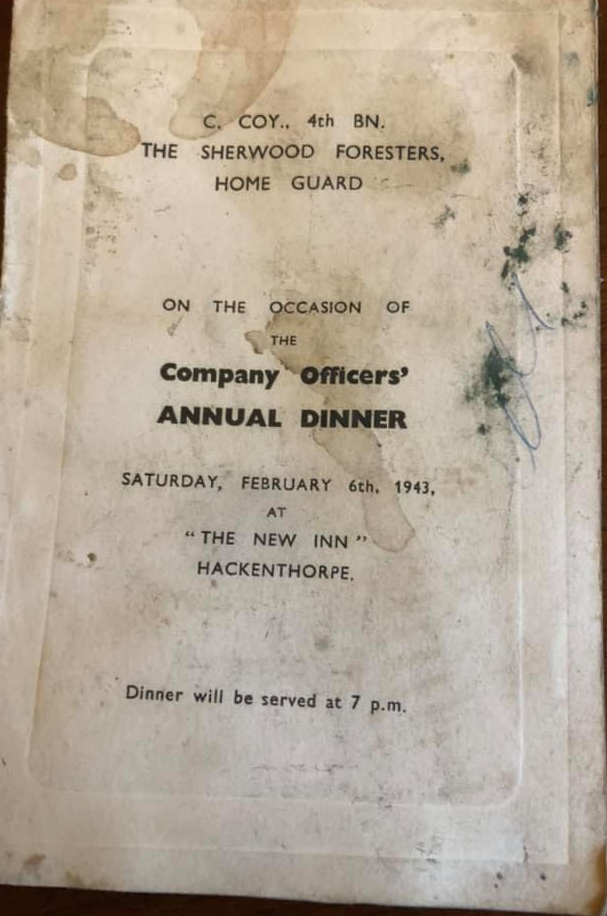 C. COY., 4th BN.
THE SHERWOOD FORESTERS,
HOME GUARD
ON THE OCCASION OF
THE
Company Officers'
ANNUAL DINNER
SATURDAY, FEBRUARY 6th, 1943,
AT
"THE NEW INN"
HACKENTHORPE.
Dinner will be served at 7 p.m.